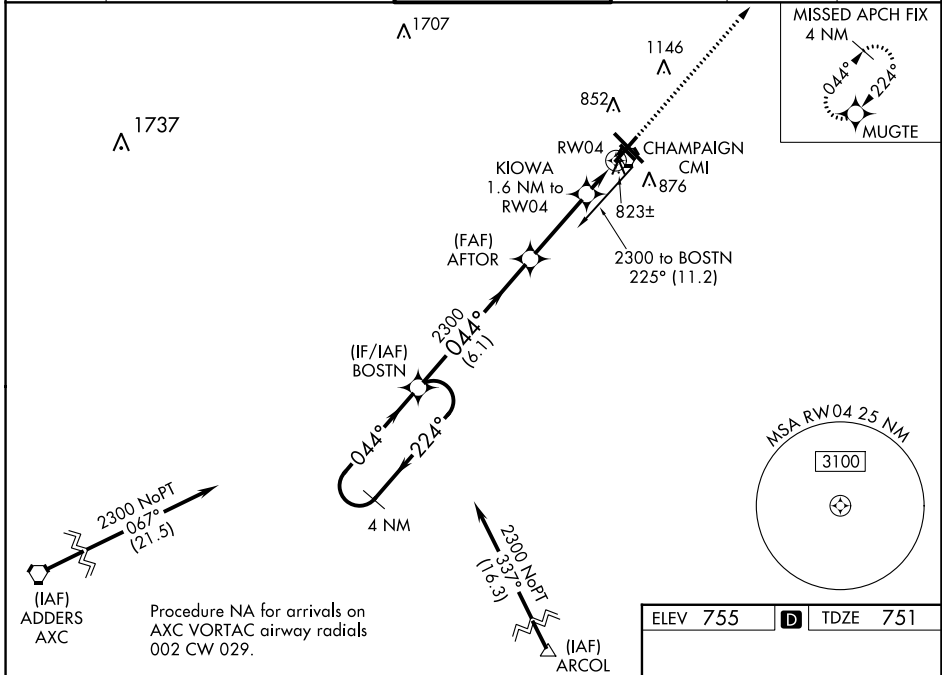 1707
1737
1146
852
MISSED APCH FIX
4 NM
044°
224°
MUGTE
RW04
CHAMPAIGN
CMI
876
823±
KIOWA
1.6 NM to
RW04
2300 to BOSTN
225° (11.2)
(FAF)
AFTOR
2300
044°
(6.1)
(IF/IAF)
BOSTN
044°
224°
4 NM
MSA RW04 25 NM
3100
2300 NoPT
067°
(21.5)
(IAF)
ADDERS
AXC
Procedure NA for arrivals on
AXC VORTAC airway radials
002 CW 029.
2300 NoPT
337°
(16.3)
(IAF)
ARCOL
ELEV 755 D TDZE 751